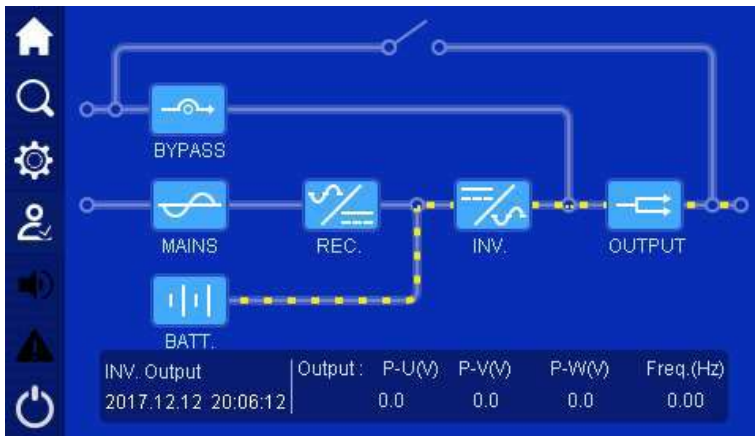 BYPASS
MAINS REC. INV. OUTPUT
BATT.
INV. Output Output : P-U(V) P-V(V) P-W(V) Freq.(Hz)
2017.12.12 20:06:12 0.0 0.0 0.0 0.00